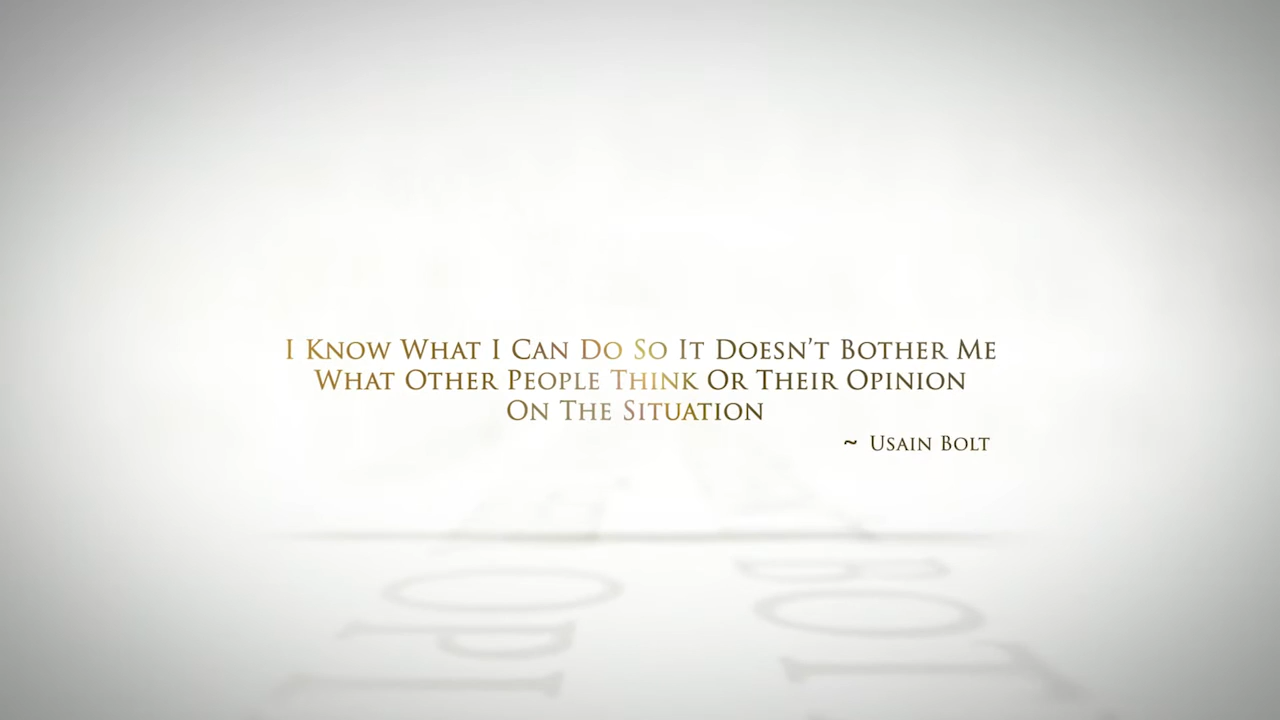 I Know What I Can Do So It Doesn't Bother Me
What Other People Think Or Their Opinion
On The Situation
~ Usain Bolt